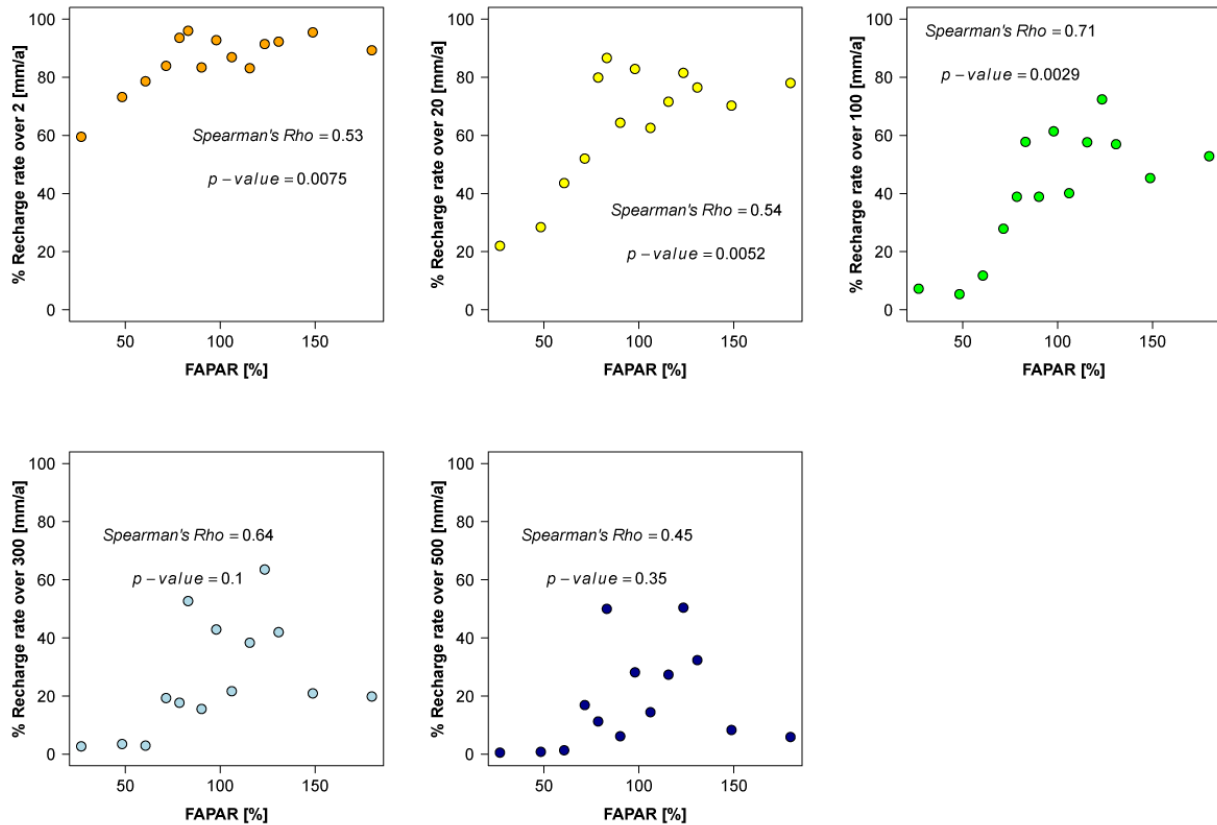 % Recharge rate over 2 [mm/a]
100
80
60
40
20
0
Spearman's Rho = 0.53
p − value = 0.0075
50
100
150
FAPAR [%]
% Recharge rate over 20 [mm/a]
100
80
60
40
20
0
Spearman's Rho = 0.54
p − value = 0.0052
50
100
150
FAPAR [%]
% Recharge rate over 100 [mm/a]
100
80
60
40
20
0
Spearman's Rho = 0.71
p − value = 0.0029
50
100
150
FAPAR [%]
% Recharge rate over 300 [mm/a]
100
80
60
40
20
0
Spearman's Rho = 0.64
p − value = 0.1
50
100
150
FAPAR [%]
% Recharge rate over 500 [mm/a]
100
80
60
40
20
0
Spearman's Rho = 0.45
p − value = 0.35
50
100
150
FAPAR [%]